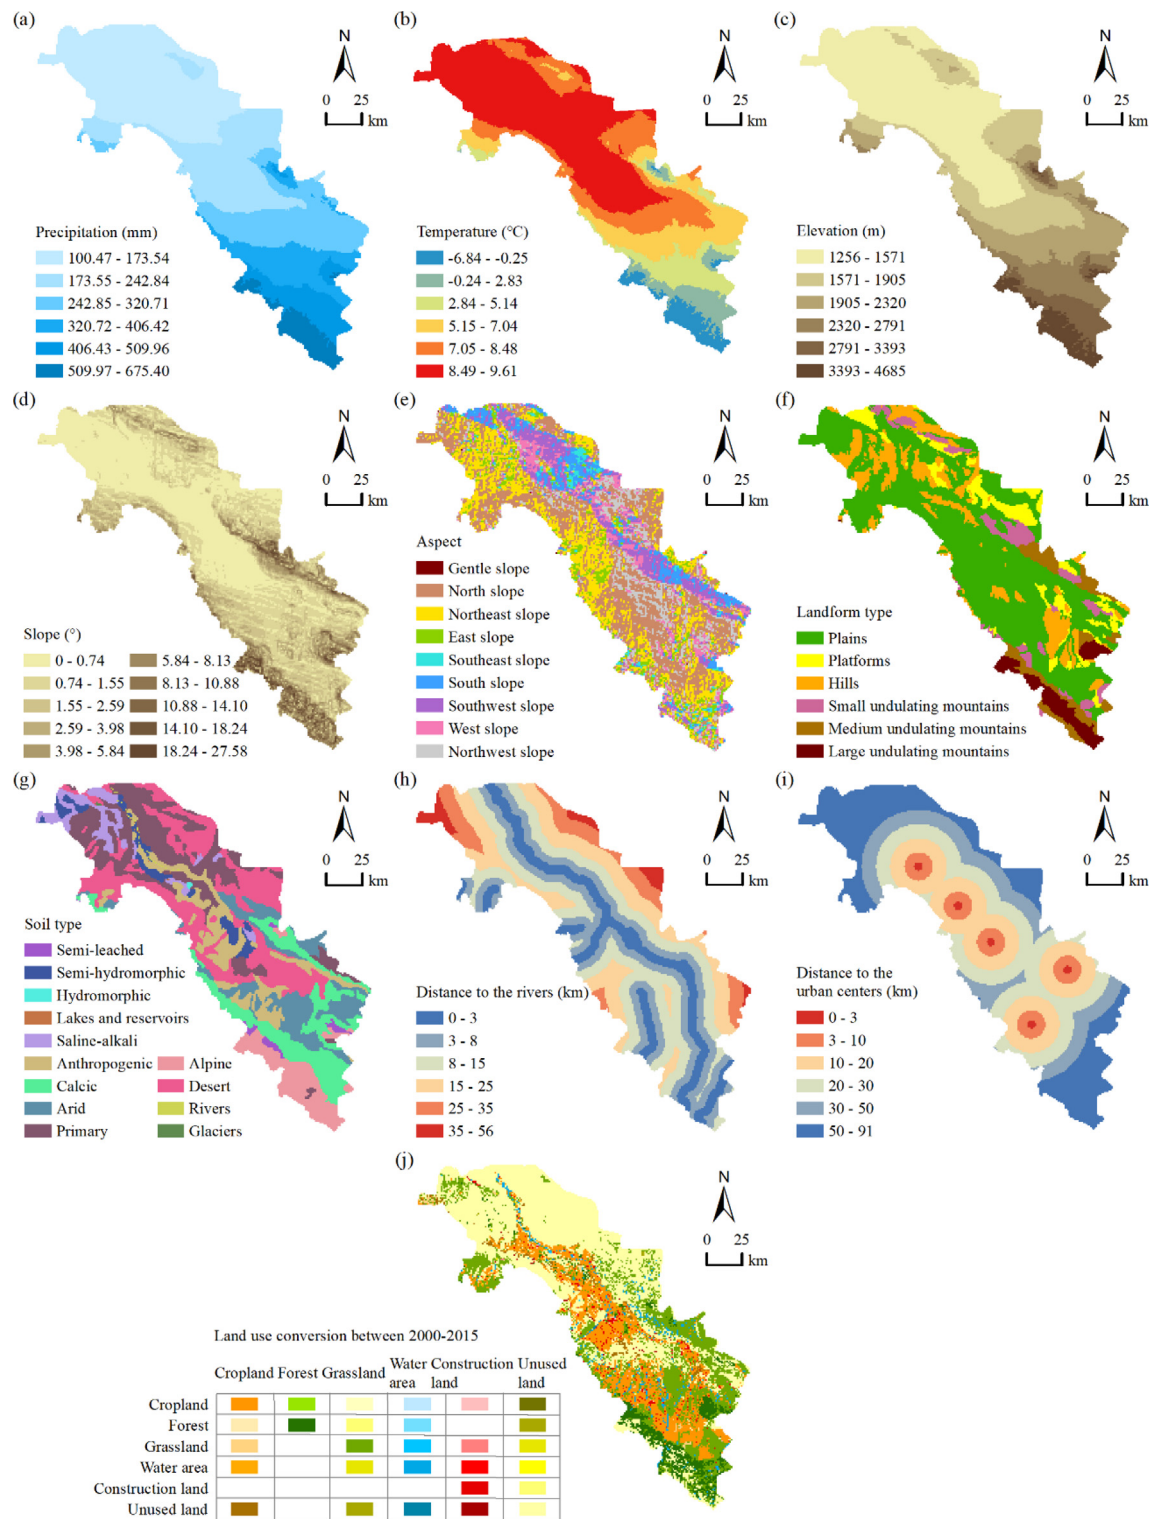 (a)
N
0 25
km
Precipitation (mm)
100.47 - 173.54
173.55 - 242.84
242.85 - 320.71
320.72 - 406.42
406.43 - 509.96
509.97 - 675.40
(b)
N
0 25
km
Temperature (°C)
-6.84 - -0.25
-0.24 - 2.83
2.84 - 5.14
5.15 - 7.04
7.05 - 8.48
8.49 - 9.61
(c)
N
0 25
km
Elevation (m)
1256 - 1571
1571 - 1905
1905 - 2320
2320 - 2791
2791 - 3393
3393 - 4685
(d)
N
0 25
km
Slope (°)
0 - 0.74
0.74 - 1.55
1.55 - 2.59
2.59 - 3.98
3.98 - 5.84
5.84 - 8.13
8.13 - 10.88
10.88 - 14.10
14.10 - 18.24
18.24 - 27.58
(e)
N
0 25
km
Aspect
Gentle slope
North slope
Northeast slope
East slope
Southeast slope
South slope
Southwest slope
West slope
Northwest slope
(f)
N
0 25
km
Landform type
Plains
Platforms
Hills
Small undulating mountains
Medium undulating mountains
Large undulating mountains
(g)
N
0 25
km
Soil type
Semi-leached
Semi-hydromorphic
Hydromorphic
Lakes and reservoirs
Saline-alkali
Anthropogenic
Calcic
Arid
Primary
Alpine
Desert
Rivers
Glaciers
(h)
N
0 25
km
Distance to the rivers (km)
0 - 3
3 - 8
8 - 15
15 - 25
25 - 35
35 - 56
(i)
N
0 25
km
Distance to the
urban centers (km)
0 - 3
3 - 10
10 - 20
20 - 30
30 - 50
50 - 91
(j)
N
0 25
km
Land use conversion between 2000-2015
Cropland Forest Grassland Water Construction Unused
area land land
Cropland
Forest
Grassland
Water area
Construction land
Unused land